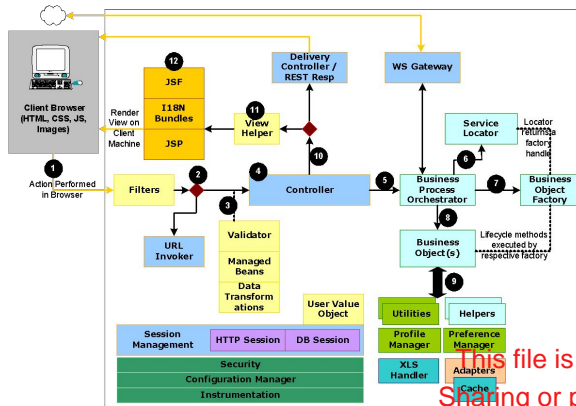 12
Delivery
Controller /
REST Resp
WS Gateway
JSF
I18N
Bundles
JSP
Client Browser
(HTML, CSS, JS,
Images)
Render
View on
Client
Machine
11
View
Helper
Service
Locator
Locator
returns a
factory
handle
1
Action Performed
in Browser
Filters
2
3
4
Controller
10
5
Business
Process
Orchestrator
6
7
Business
Object
Factory
8
URL
Invoker
Validator
Managed
Beans
Data
Transform
ations
Business
Object(s)
Lifecycle methods
executed by
respective factory
9
User Value
Object
Utilities
Helpers
Session
Management
HTTP Session
DB Session
Profile
Manager
Preference
Manager
Security
Configuration Manager
Instrumentation
XLS
Handler
Adapters
Cache
This file is
Sharing or p